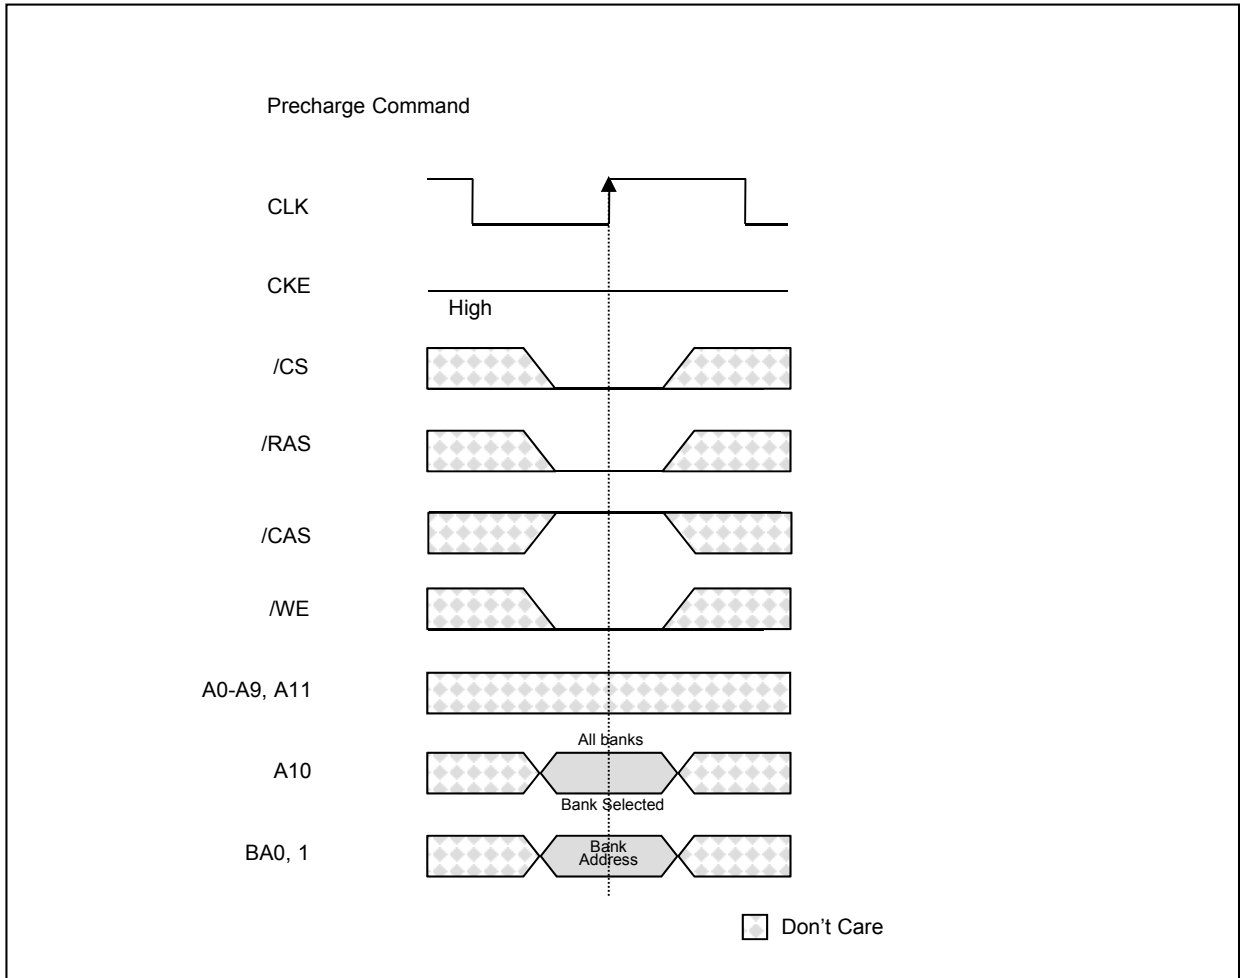 Precharge Command
CLK
CKE
High
/CS
/RAS
/CAS
/WE
A0-A9, A11
All banks
A10
Bank Selected
BA0, 1
Bank
Address
Don't Care